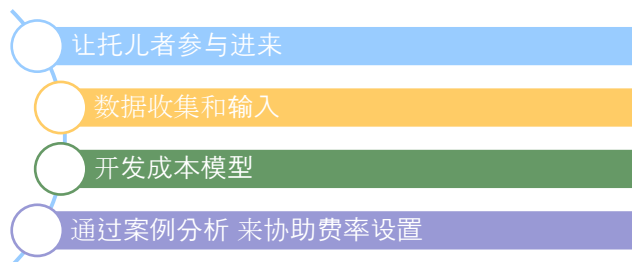 让托儿者参与进来
数据收集和输入
开发成本模型
通过案例分析 来协助费率设置